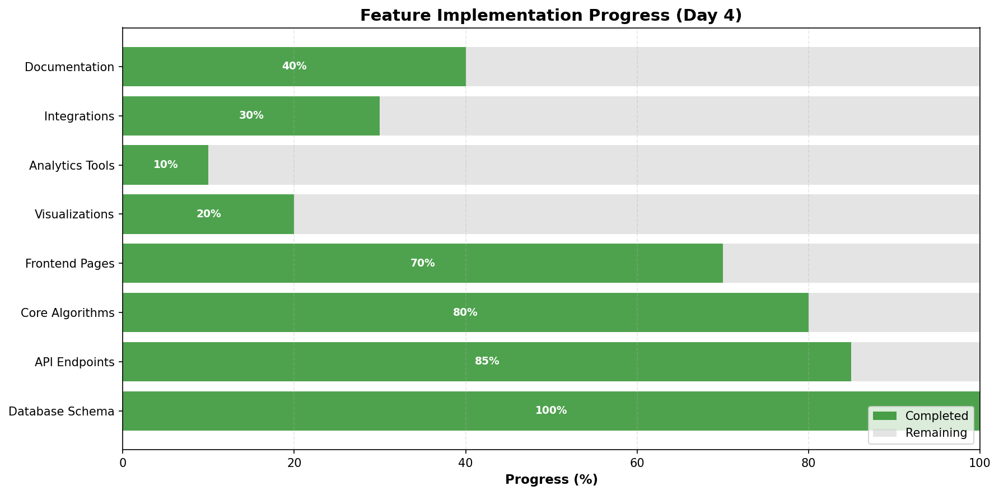 Feature Implementation Progress (Day 4)
Documentation
40%
Integrations
30%
Analytics Tools
10%
Visualizations
20%
Frontend Pages
70%
Core Algorithms
80%
API Endpoints
85%
Database Schema
100%
Completed
Remaining
0 20 40 60 80 100
Progress (%)